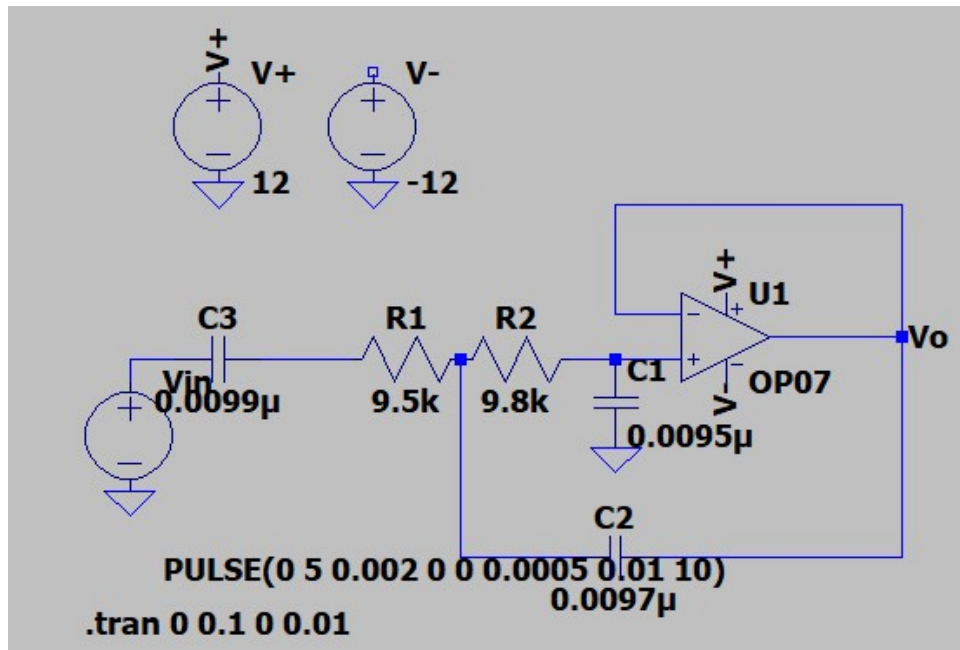 V+
V+
V-
12
-12
C3
R1
R2
V+
U1
Vo
Vin
0.0099µ
9.5k
9.8k
C1
V-
OP07
0.0095µ
C2
PULSE(0 5 0.002 0 0 0.0005 0.01 10)
0.0097µ
.tran 0 0.1 0 0.01